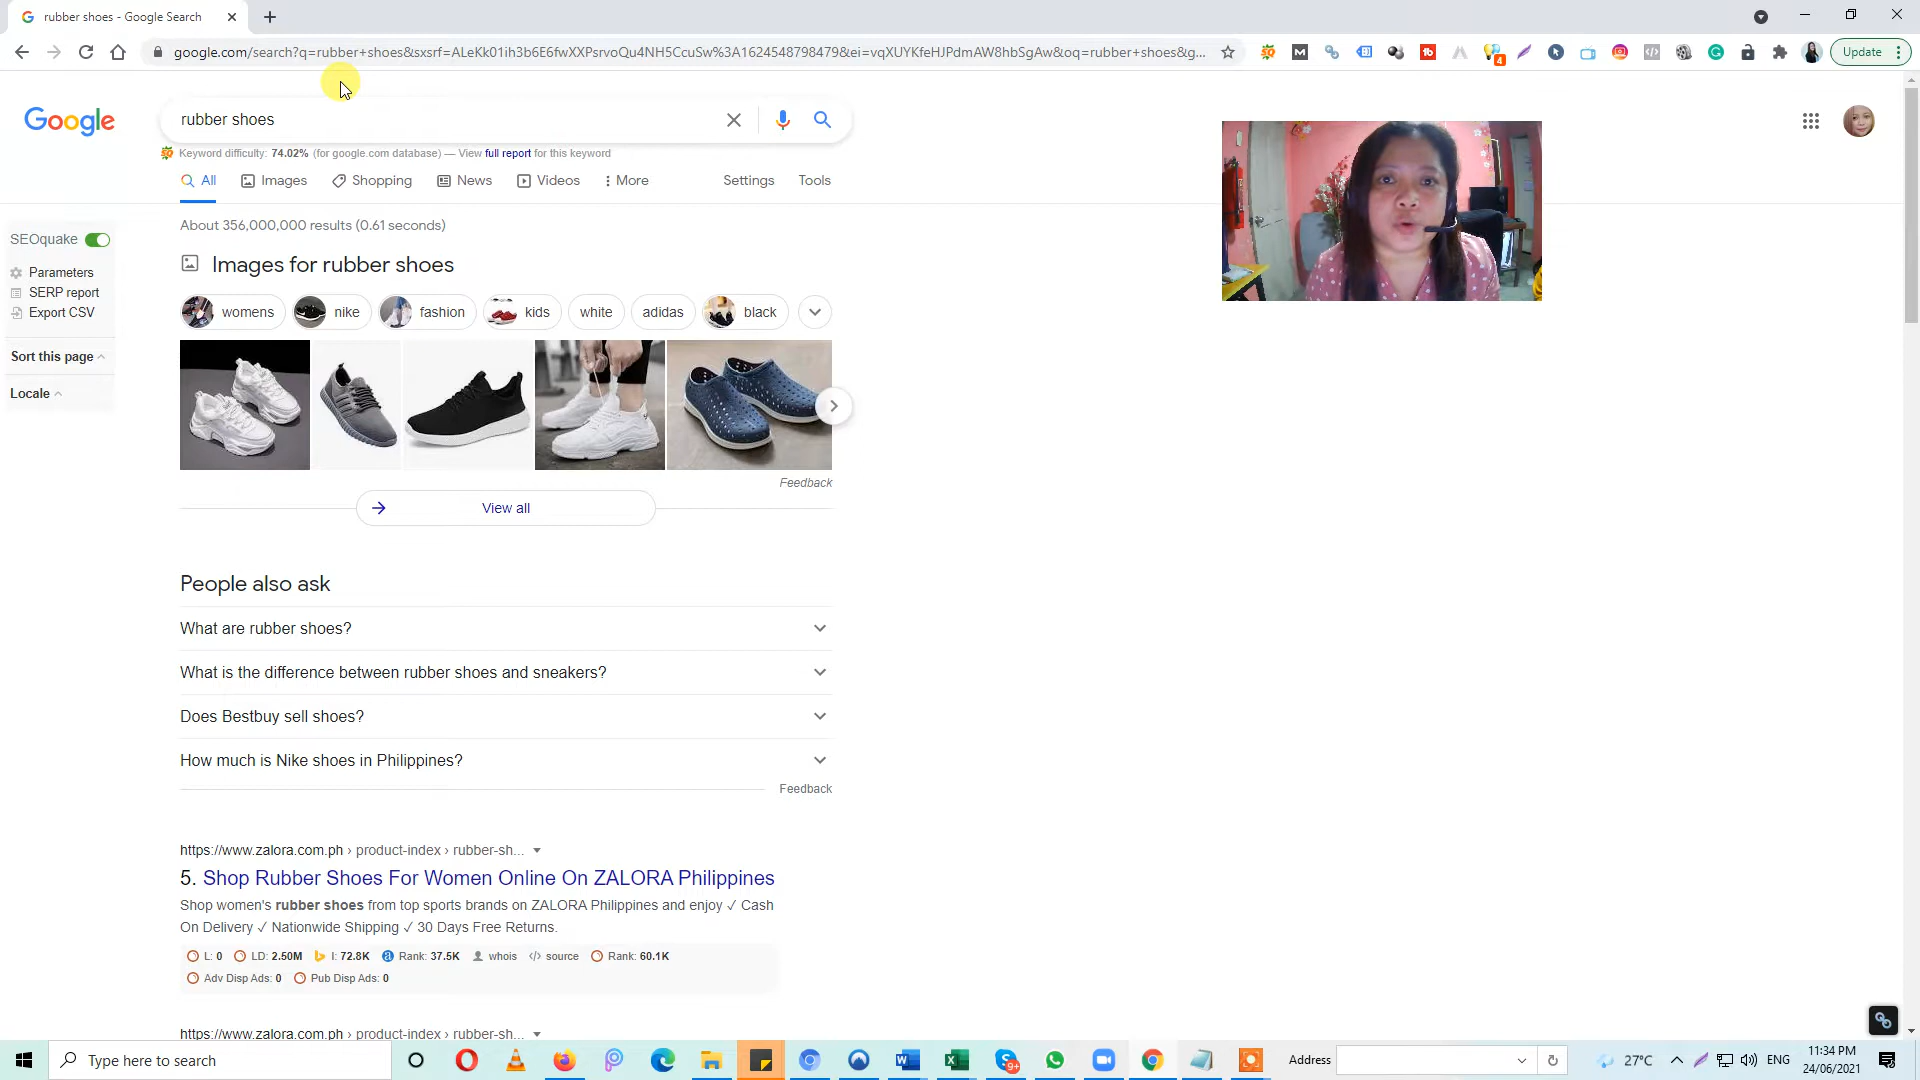 rubber shoes - Google Search
google.com/search?q=rubber+shoes&sxsrf=ALeKk01ih3b6E6fwXXPsrvoQu4NH5CcuSw%3A1624548798479&ei=vqXUYKfeHJPdmAW8hbSgAw&oq=rubber+shoes&g...
Update
Google
rubber shoes
Keyword difficulty: 74.02% (for google.com database) — View full report for this keyword
All Images Shopping News Videos More Settings Tools
About 356,000,000 results (0.61 seconds)
SEOquake
Parameters
SERP report
Export CSV
Sort this page
Locale
Images for rubber shoes
womens nike fashion kids white adidas black
Feedback
View all
People also ask
What are rubber shoes?
What is the difference between rubber shoes and sneakers?
Does Bestbuy sell shoes?
How much is Nike shoes in Philippines?
Feedback
https://www.zalora.com.ph › product-index › rubber-sh...
5. Shop Rubber Shoes For Women Online On ZALORA Philippines
Shop women's rubber shoes from top sports brands on ZALORA Philippines and enjoy ✓ Cash
On Delivery ✓ Nationwide Shipping ✓ 30 Days Free Returns.
L: 0 LD: 2.50M I: 72.8K Rank: 37.5K whois source Rank: 60.1K
Adv Disp Ads: 0 Pub Disp Ads: 0
https://www.zalora.com.ph › product-index › rubber-sh...
Type here to search
Address
27°C
ENG
11:34 PM
24/06/2021